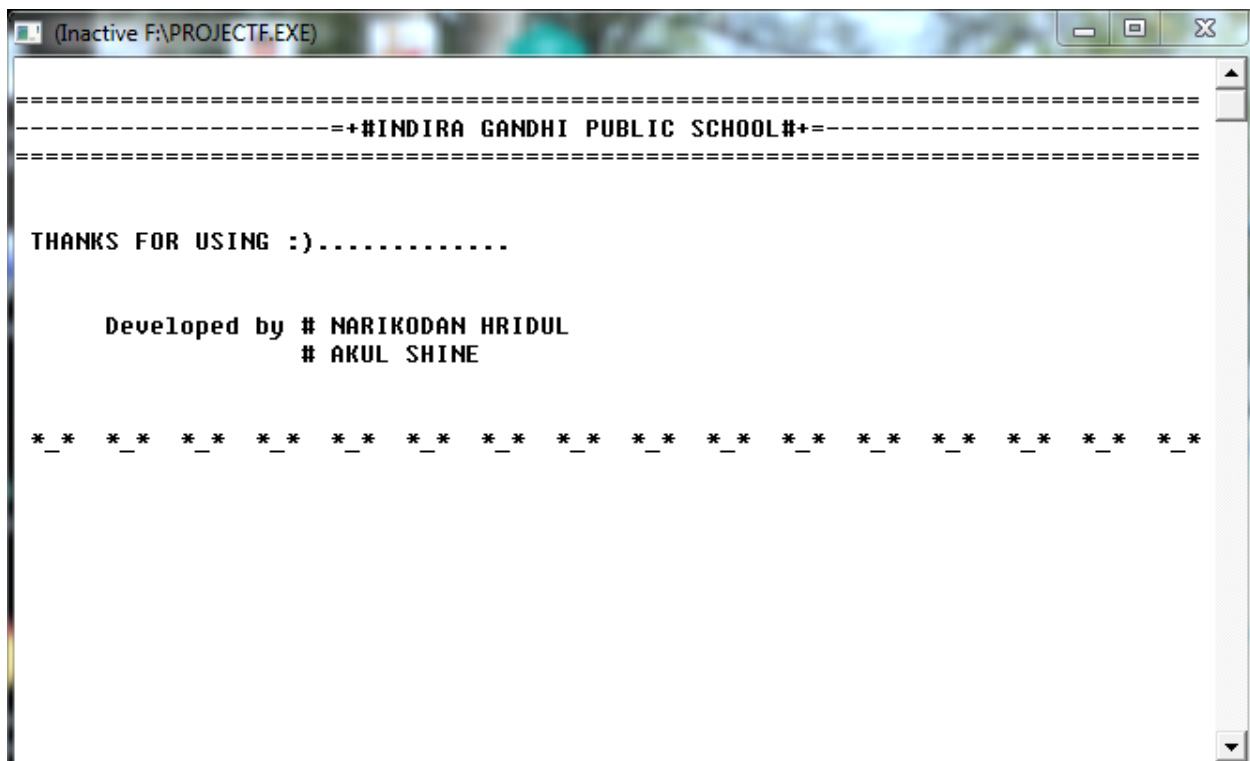 (Inactive F:\PROJECTF.EXE)
===============================================================================
---------------------=+#INDIRA GANDHI PUBLIC SCHOOL#+=-------------------------
===============================================================================
THANKS FOR USING :).............
Developed by # NARIKODAN HRIDUL
# AKUL SHINE
*_*  *_*  *_*  *_*  *_*  *_*  *_*  *_*  *_*  *_*  *_*  *_*  *_*  *_*  *_*  *_*